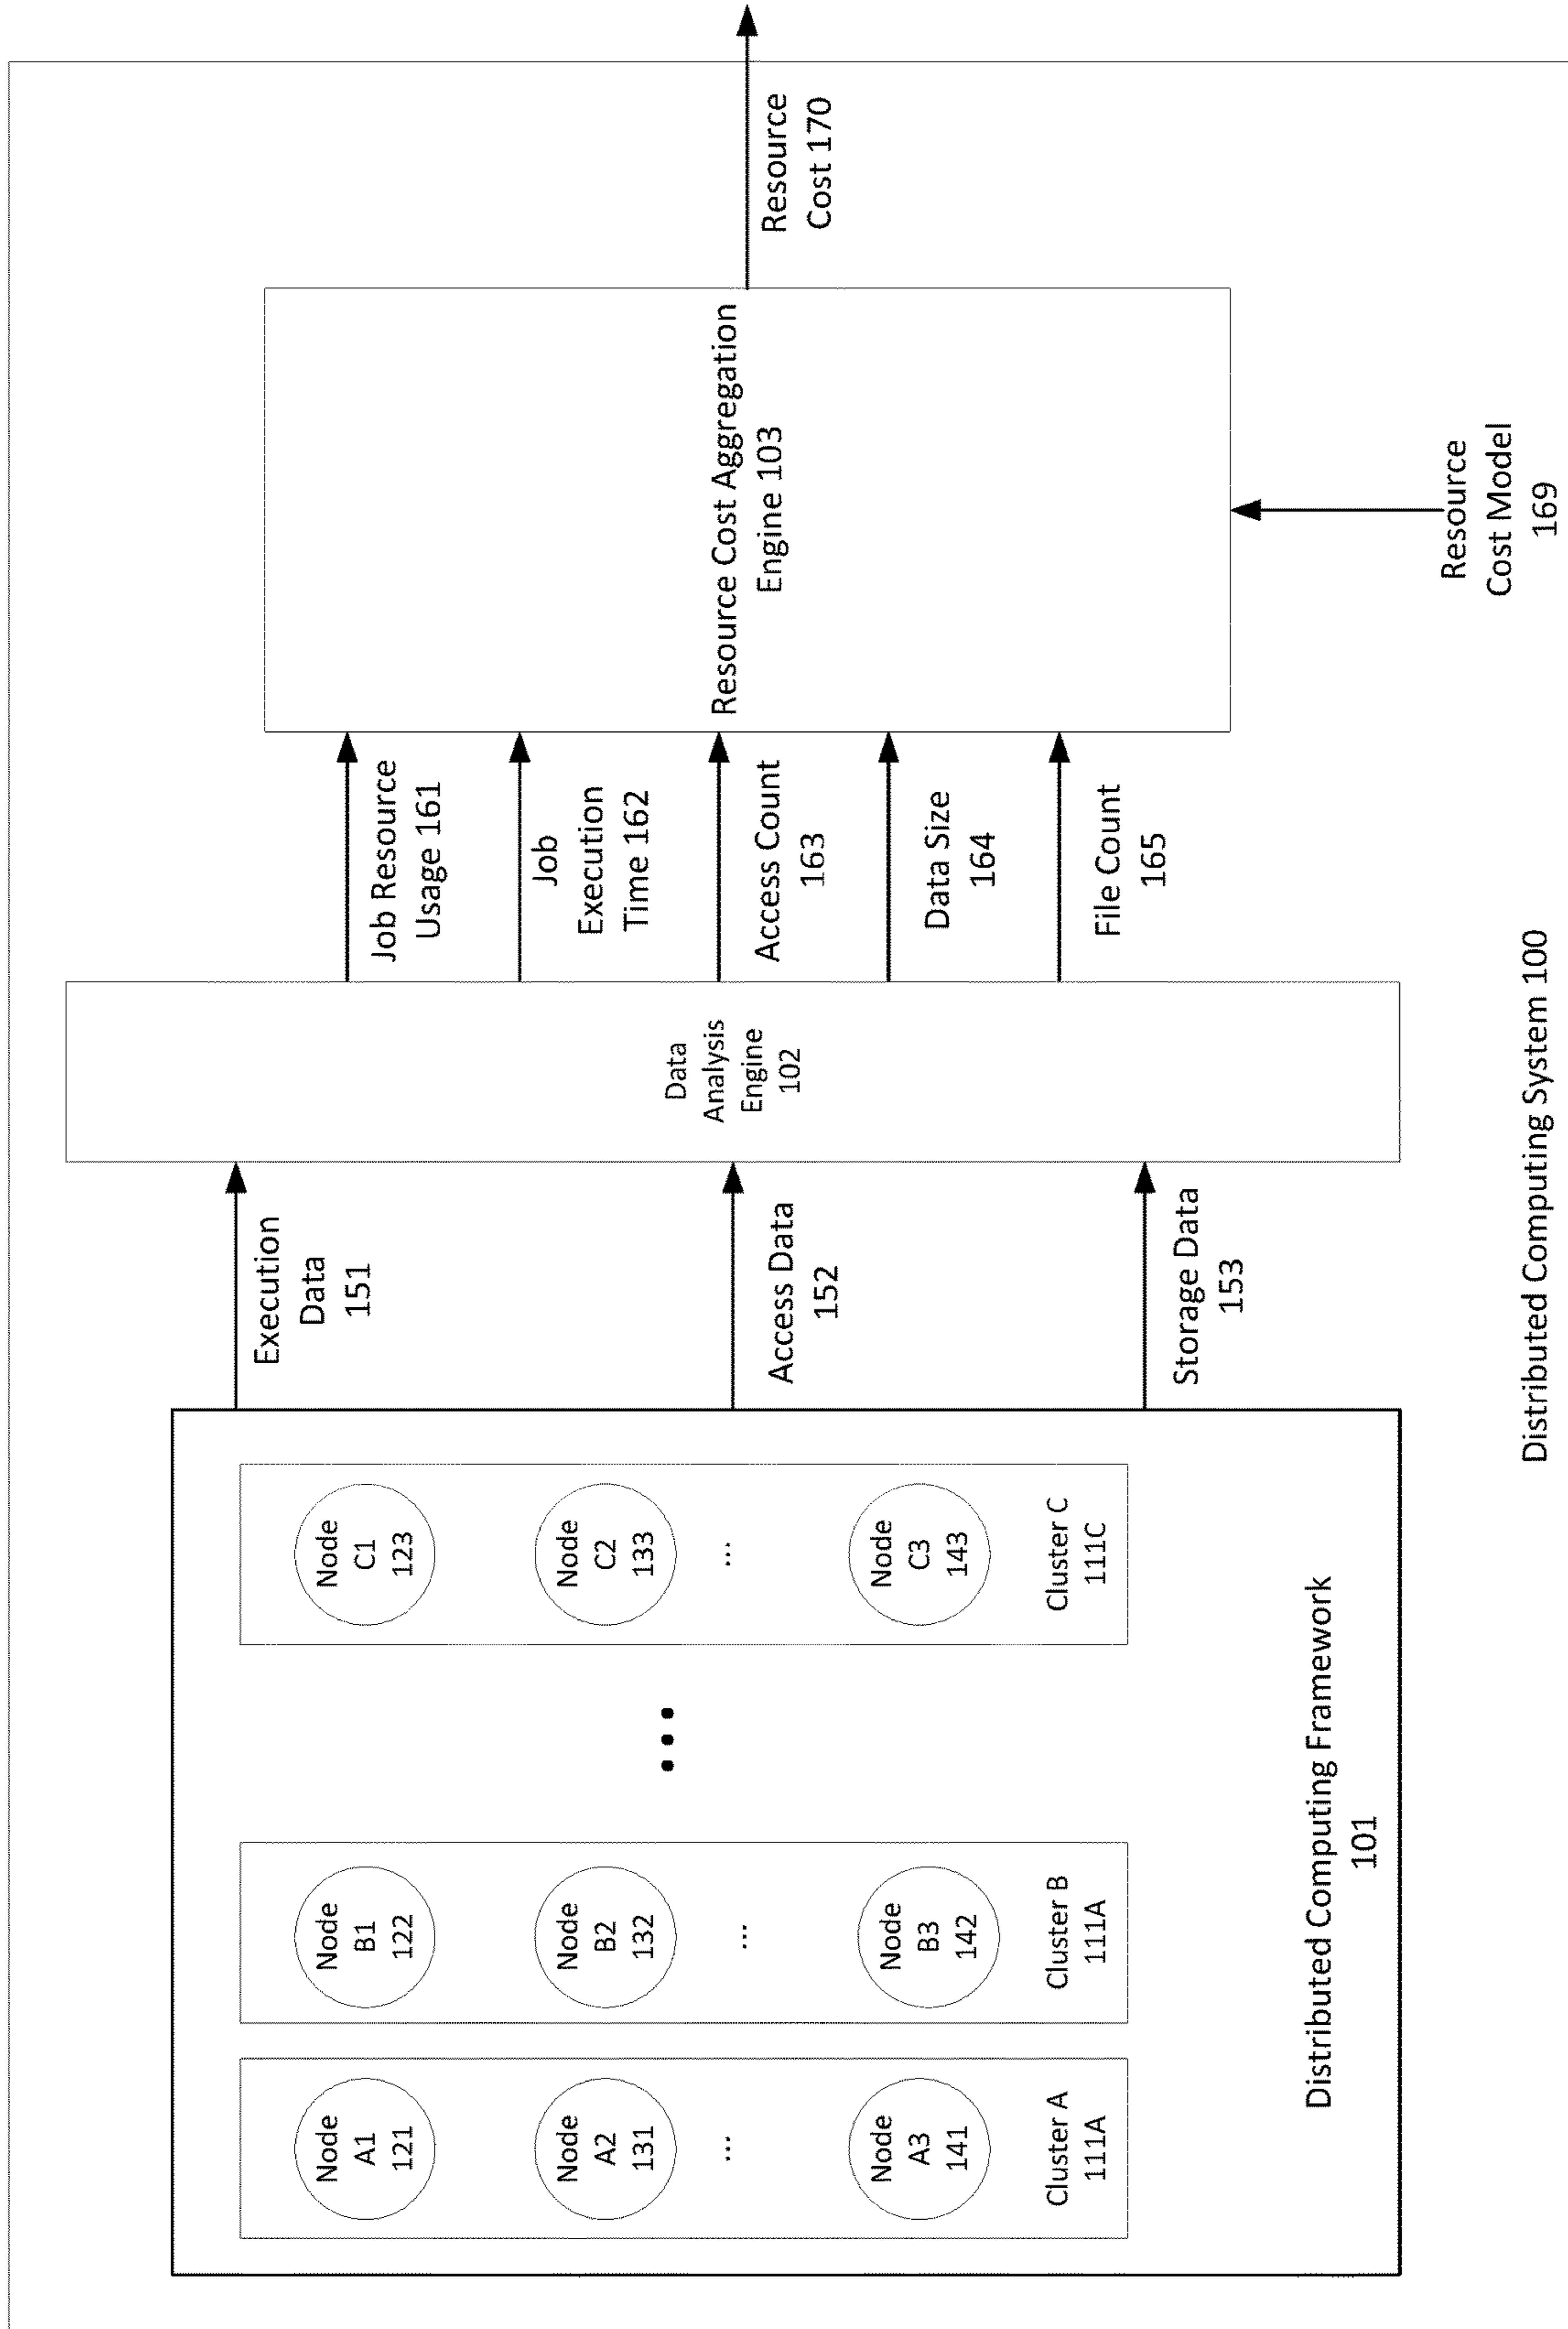 Node
A1
121
Node
A2
131
...
Node
A3
141
Cluster A
111A
Node
B1
122
Node
B2
132
...
Node
B3
142
Cluster B
111A
...
Node
C1
123
Node
C2
133
...
Node
C3
143
Cluster C
111C
Distributed Computing Framework
101
Execution
Data
151
Access Data
152
Storage Data
153
Data
Analysis
Engine
102
Job Resource
Usage 161
Job
Execution
Time 162
Access Count
163
Data Size
164
File Count
165
Resource Cost Aggregation
Engine 103
Resource
Cost Model
169
Resource
Cost 170
Distributed Computing System 100